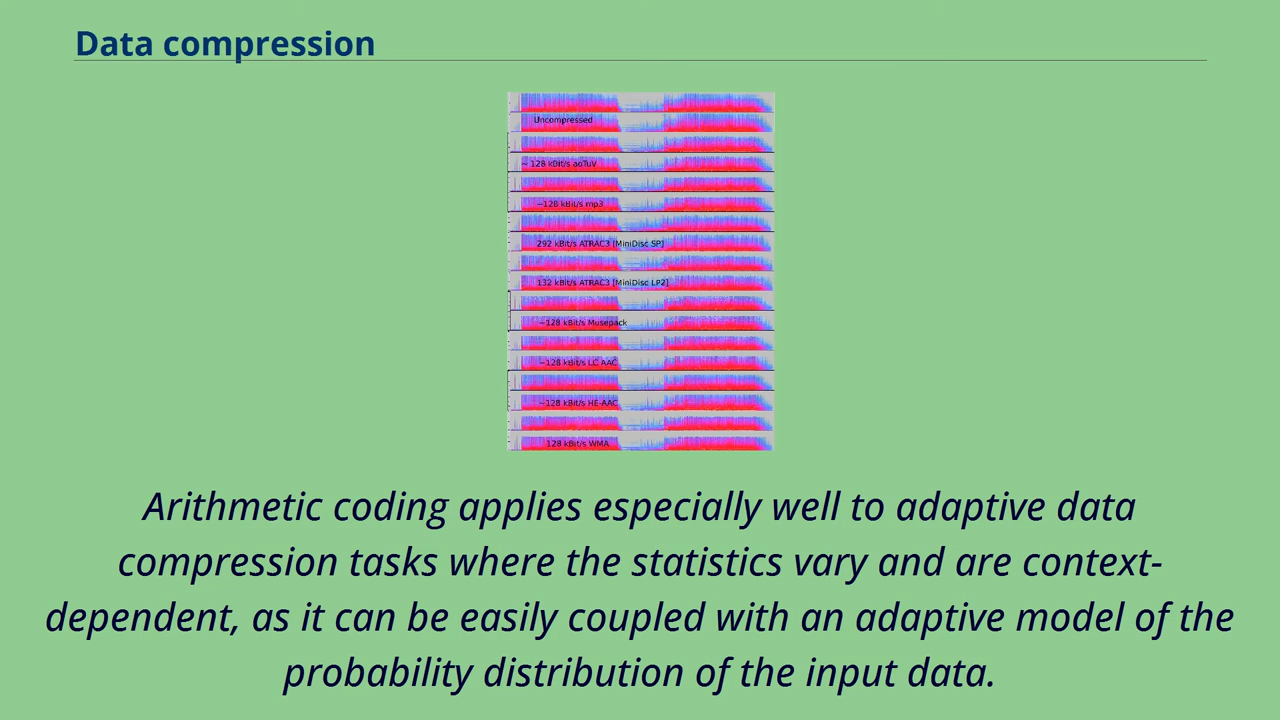 Data compression
Uncompressed
~ 128 kBit/s aoTuV
~128 kBit/s mp3
292 kBit/s ATRAC3 [MiniDisc SP]
132 kBit/s ATRAC3 [MiniDisc LP2]
~128 kBit/s Musepack
~128 kBit/s LC AAC
~128 kBit/s HE-AAC
128 kBit/s WMA
Arithmetic coding applies especially well to adaptive data
compression tasks where the statistics vary and are context-
dependent, as it can be easily coupled with an adaptive model of the
probability distribution of the input data.